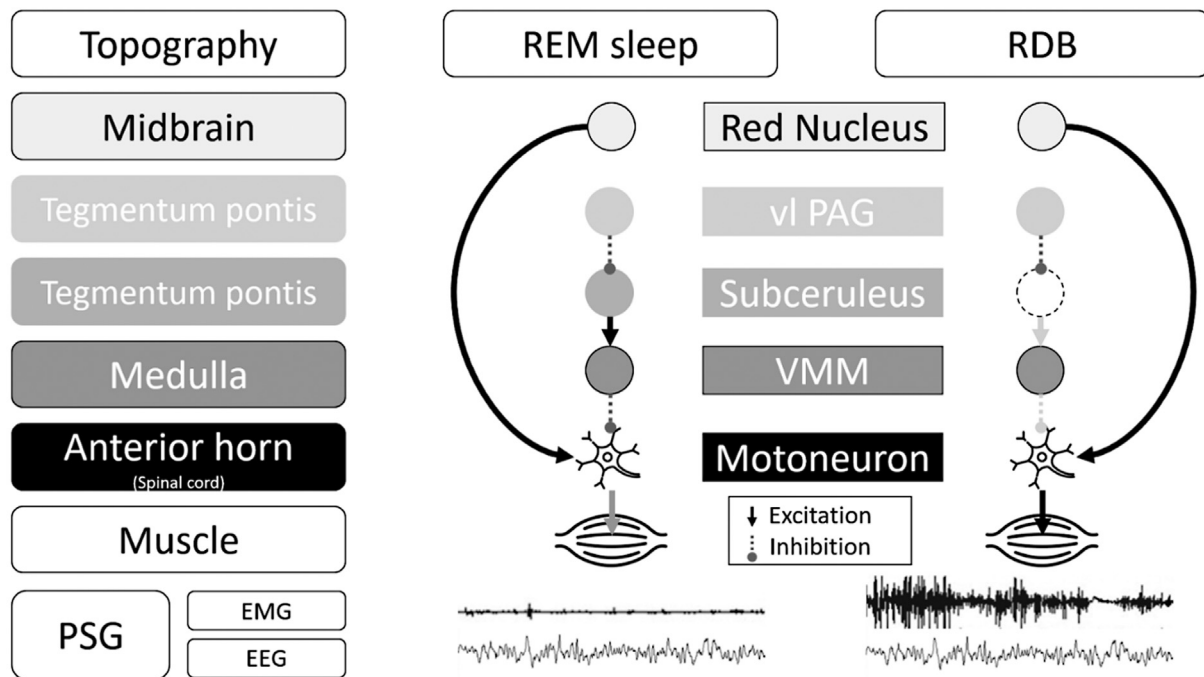 Topography
REM sleep
RDB
Midbrain
Red Nucleus
Tegmentum pontis
vl PAG
Tegmentum pontis
Subceruleus
Medulla
VMM
Anterior horn
(Spinal cord)
Motoneuron
Muscle
Excitation
Inhibition
PSG
EMG
EEG